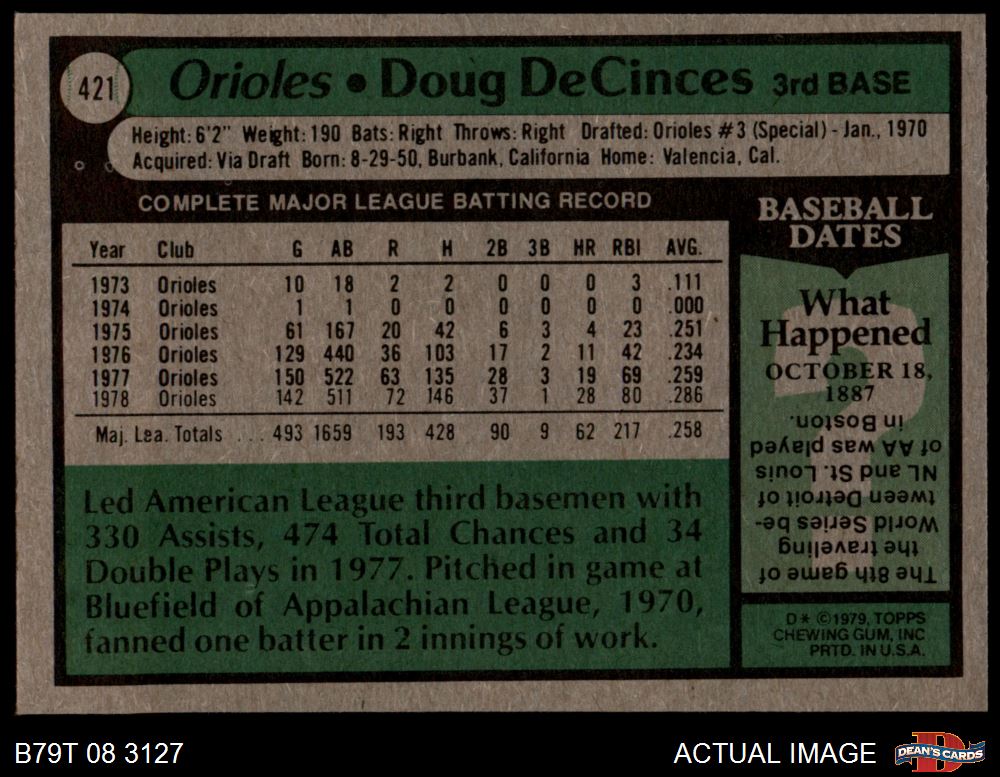 421
Orioles • Doug DeCinces 3rd BASE
Height: 6'2" Weight: 190 Bats: Right Throws: Right Drafted: Orioles #3 (Special) - Jan., 1970
Acquired: Via Draft Born: 8-29-50, Burbank, California Home: Valencia, Cal.
COMPLETE MAJOR LEAGUE BATTING RECORD
Year Club G AB R H 2B 3B HR RBI AVG.
1973 Orioles 10 18 2 2 0 0 0 3 .111
1974 Orioles 1 1 0 0 0 0 0 0 .000
1975 Orioles 61 167 20 42 6 3 4 23 .251
1976 Orioles 129 440 36 103 17 2 11 42 .234
1977 Orioles 150 522 63 135 28 3 19 69 .259
1978 Orioles 142 511 72 146 37 1 28 80 .286
Maj. Lea. Totals ... 493 1659 193 428 90 9 62 217 .258
Led American League third basemen with
330 Assists, 474 Total Chances and 34
Double Plays in 1977. Pitched in game at
Bluefield of Appalachian League, 1970,
fanned one batter in 2 innings of work.
BASEBALL
DATES
What
Happened
OCTOBER 18,
1887
The 8th game of
the traveling
World Series be-
tween Detroit of
NL and St. Louis
of AA was played
in Boston.
D* ©1979, TOPPS
CHEWING GUM, INC
PRTD. IN U.S.A.
B79T 08 3127
ACTUAL IMAGE
DEAN'S CARDS